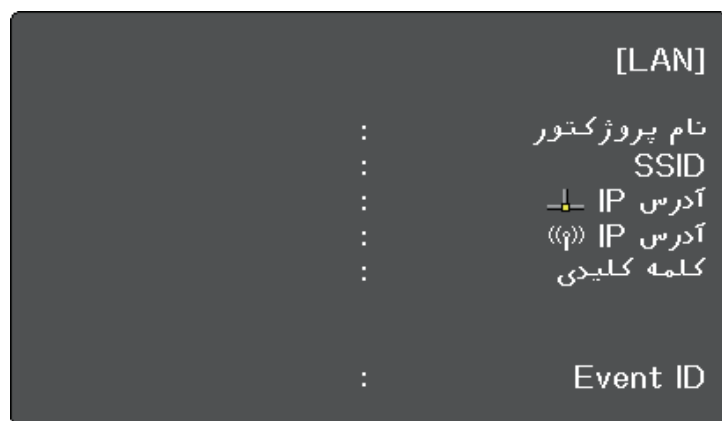 [LAN]
نام پروژکتور :
SSID :
آدرس IP :
آدرس IP :
کلمه کلیدی :
Event ID :